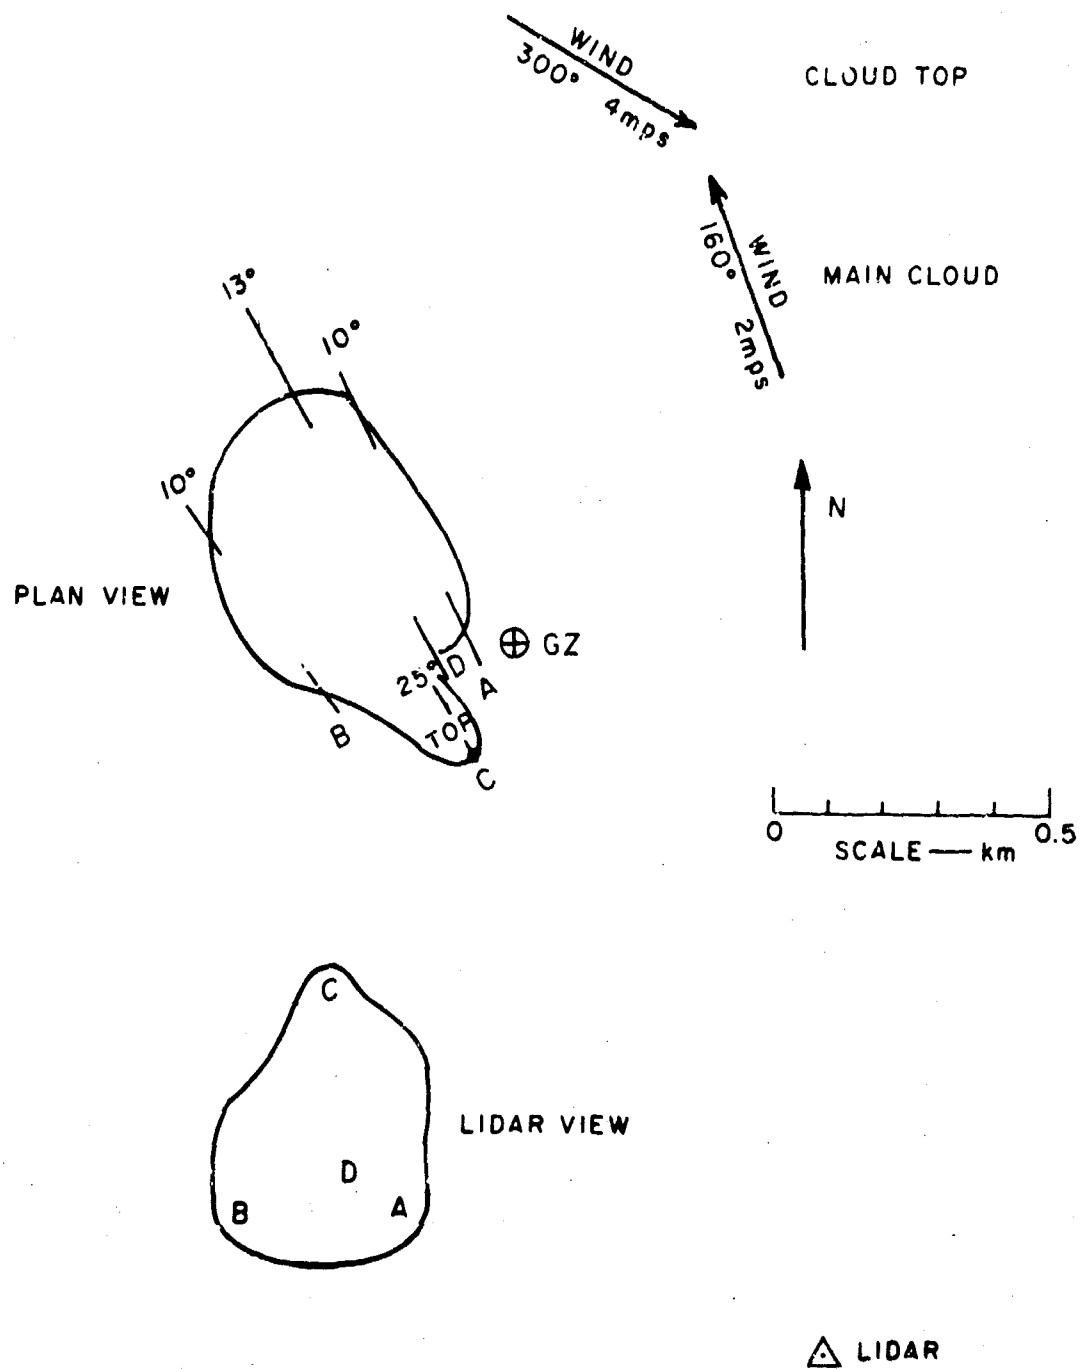 WIND
300° 4mps
CLOUD TOP
WIND
160° 2mps
MAIN CLOUD
13°
10°
10°
N
PLAN VIEW
GZ
25°
D
A
TOP
B
C
0 0.5
SCALE — km
C
LIDAR VIEW
D
B
A
LIDAR